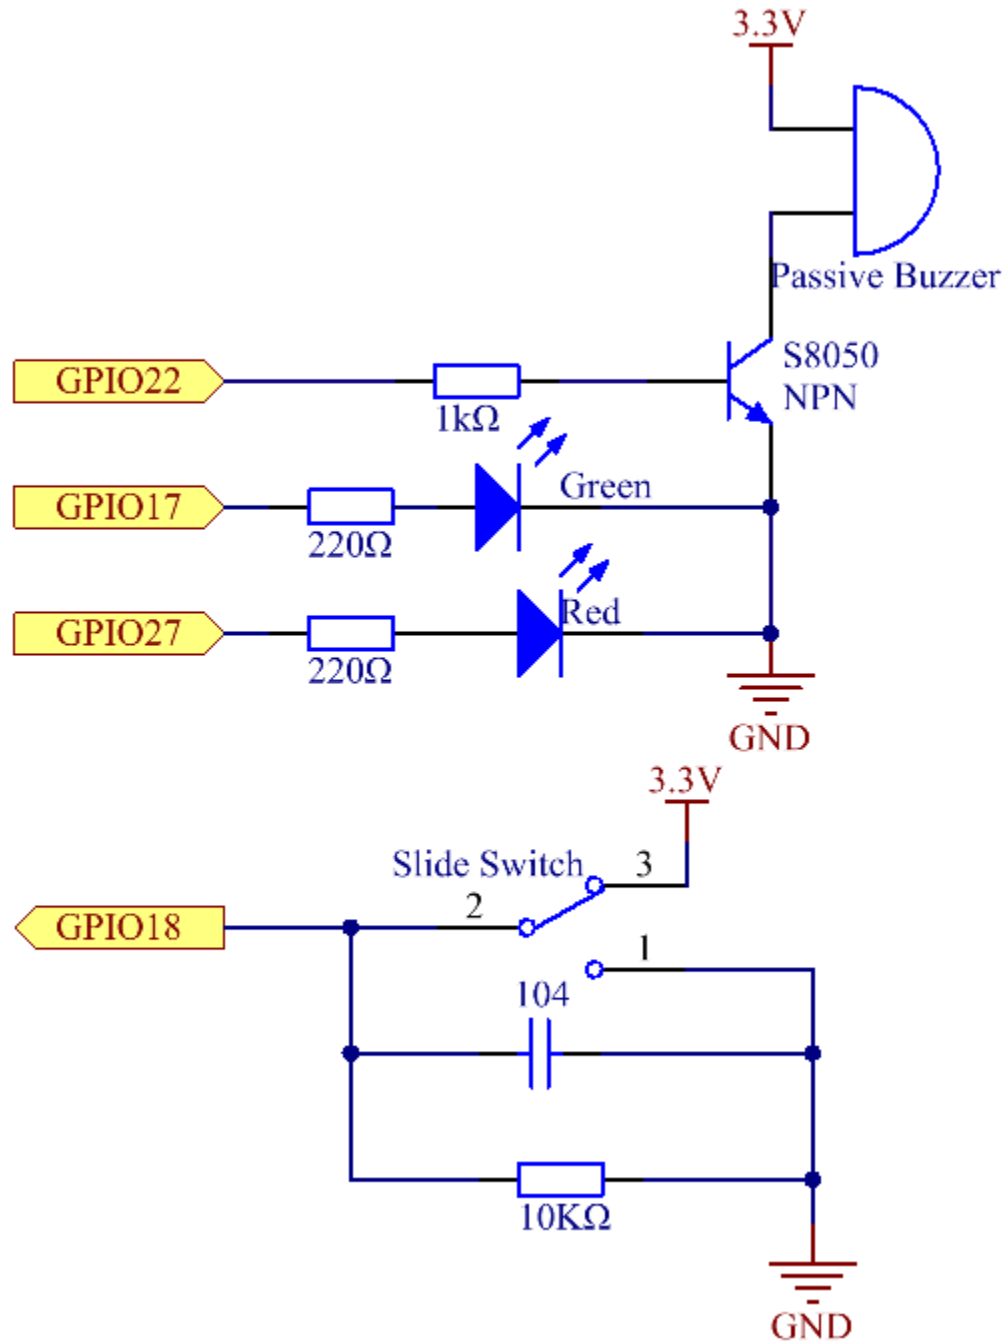 3.3V
Passive Buzzer
S8050
NPN
GPIO22
1kΩ
Green
GPIO17
220Ω
Red
GPIO27
220Ω
GND
3.3V
Slide Switch
3
2
GPIO18
1
104
10KΩ
GND